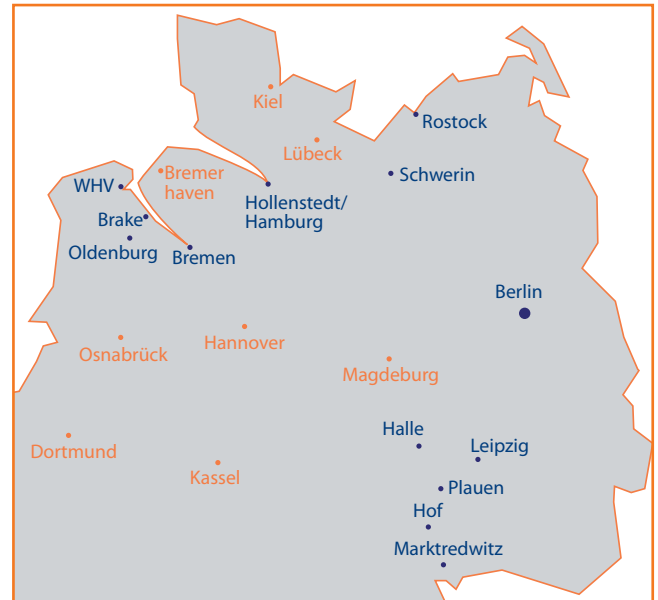 Kiel
Rostock
Lübeck
Bremer
haven
Schwerin
WHV
Hollenstedt/
Hamburg
Brake
Oldenburg
Bremen
Berlin
Osnabrück
Hannover
Magdeburg
Halle
Leipzig
Dortmund
Kassel
Plauen
Hof
Marktredwitz